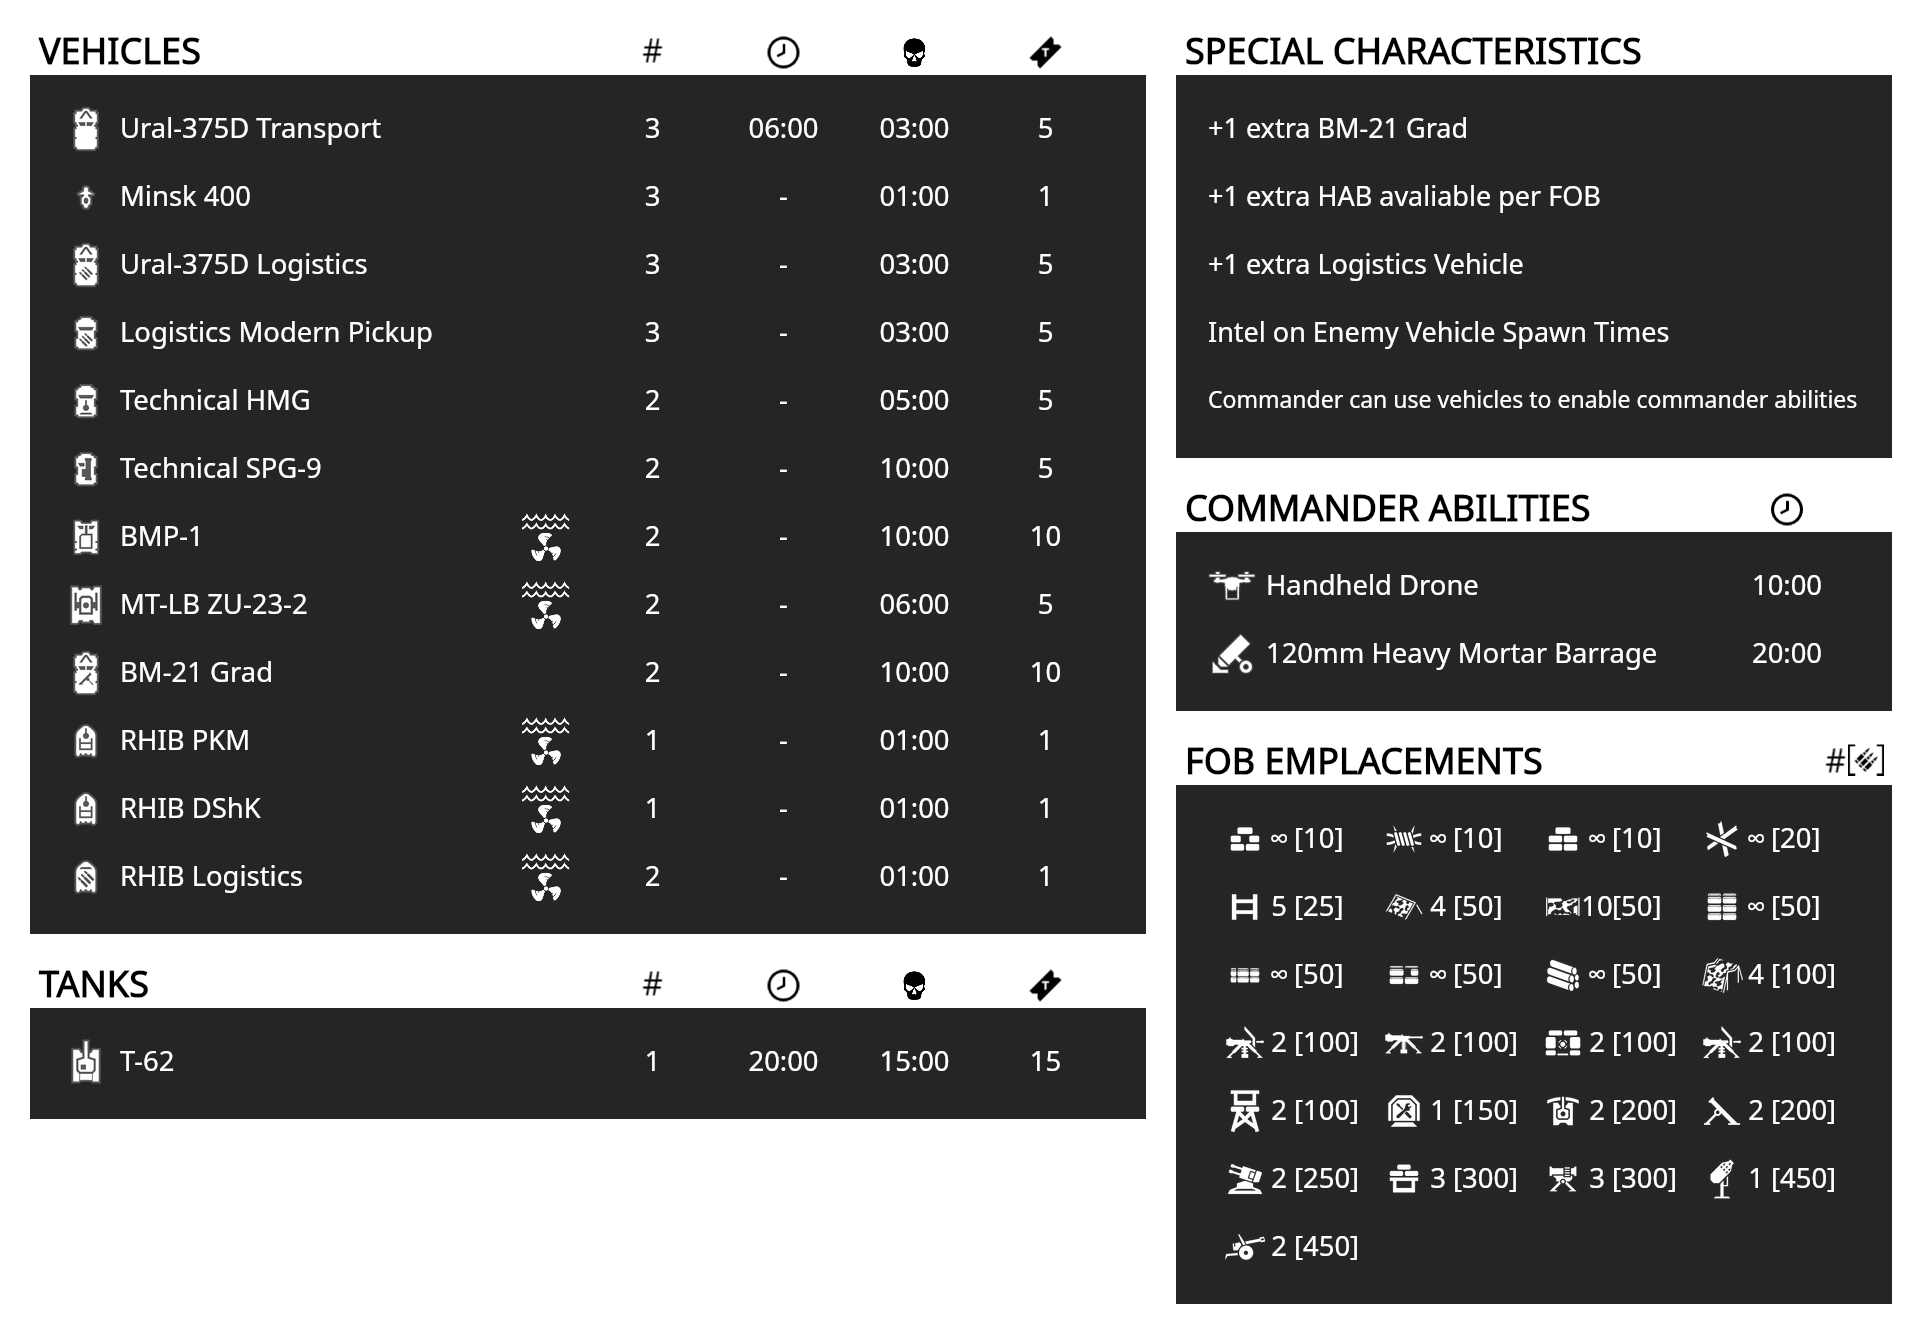 VEHICLES #
Ural-375D Transport 3 06:00 03:00 5
Minsk 400 3 - 01:00 1
Ural-375D Logistics 3 - 03:00 5
Logistics Modern Pickup 3 - 03:00 5
Technical HMG 2 - 05:00 5
Technical SPG-9 2 - 10:00 5
BMP-1 2 - 10:00 10
MT-LB ZU-23-2 2 - 06:00 5
BM-21 Grad 2 - 10:00 10
RHIB PKM 1 - 01:00 1
RHIB DShK 1 - 01:00 1
RHIB Logistics 2 - 01:00 1
TANKS #
T-62 1 20:00 15:00 15
SPECIAL CHARACTERISTICS
+1 extra BM-21 Grad
+1 extra HAB avaliable per FOB
+1 extra Logistics Vehicle
Intel on Enemy Vehicle Spawn Times
Commander can use vehicles to enable commander abilities
COMMANDER ABILITIES
Handheld Drone 10:00
120mm Heavy Mortar Barrage 20:00
FOB EMPLACEMENTS #[]
∞ [10] ∞ [10] ∞ [10] ∞ [20]
5 [25] 4 [50] 10[50] ∞ [50]
∞ [50] ∞ [50] ∞ [50] 4 [100]
2 [100] 2 [100] 2 [100] 2 [100]
2 [100] 1 [150] 2 [200] 2 [200]
2 [250] 3 [300] 3 [300] 1 [450]
2 [450]